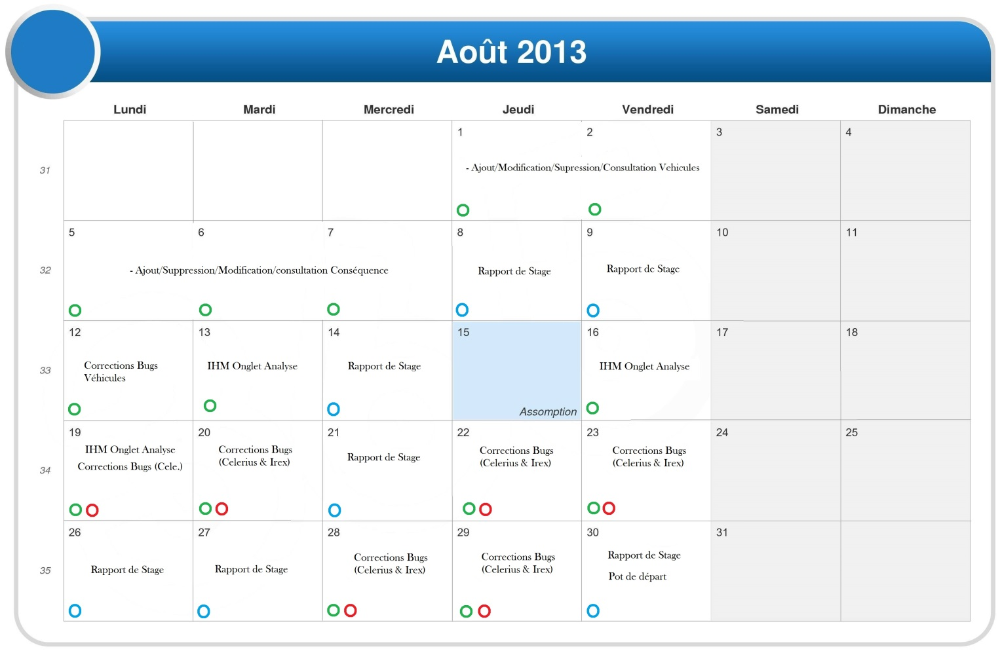 Août 2013
Lundi Mardi Mercredi Jeudi Vendredi Samedi Dimanche
31
1 2 3 4
- Ajout/Modification/Supression/Consultation Vehicules
32
5 6 7 8 9 10 11
- Ajout/Suppression/Modification/consultation Conséquence
Rapport de Stage
Rapport de Stage
33
12 13 14 15 16 17 18
Corrections Bugs
Véhicules
IHM Onglet Analyse
Rapport de Stage
Assomption
IHM Onglet Analyse
34
19 20 21 22 23 24 25
IHM Onglet Analyse
Corrections Bugs (Cele.)
Corrections Bugs
(Celerius & Irex)
Rapport de Stage
Corrections Bugs
(Celerius & Irex)
Corrections Bugs
(Celerius & Irex)
35
26 27 28 29 30 31
Rapport de Stage
Rapport de Stage
Corrections Bugs
(Celerius & Irex)
Corrections Bugs
(Celerius & Irex)
Rapport de Stage
Pot de départ